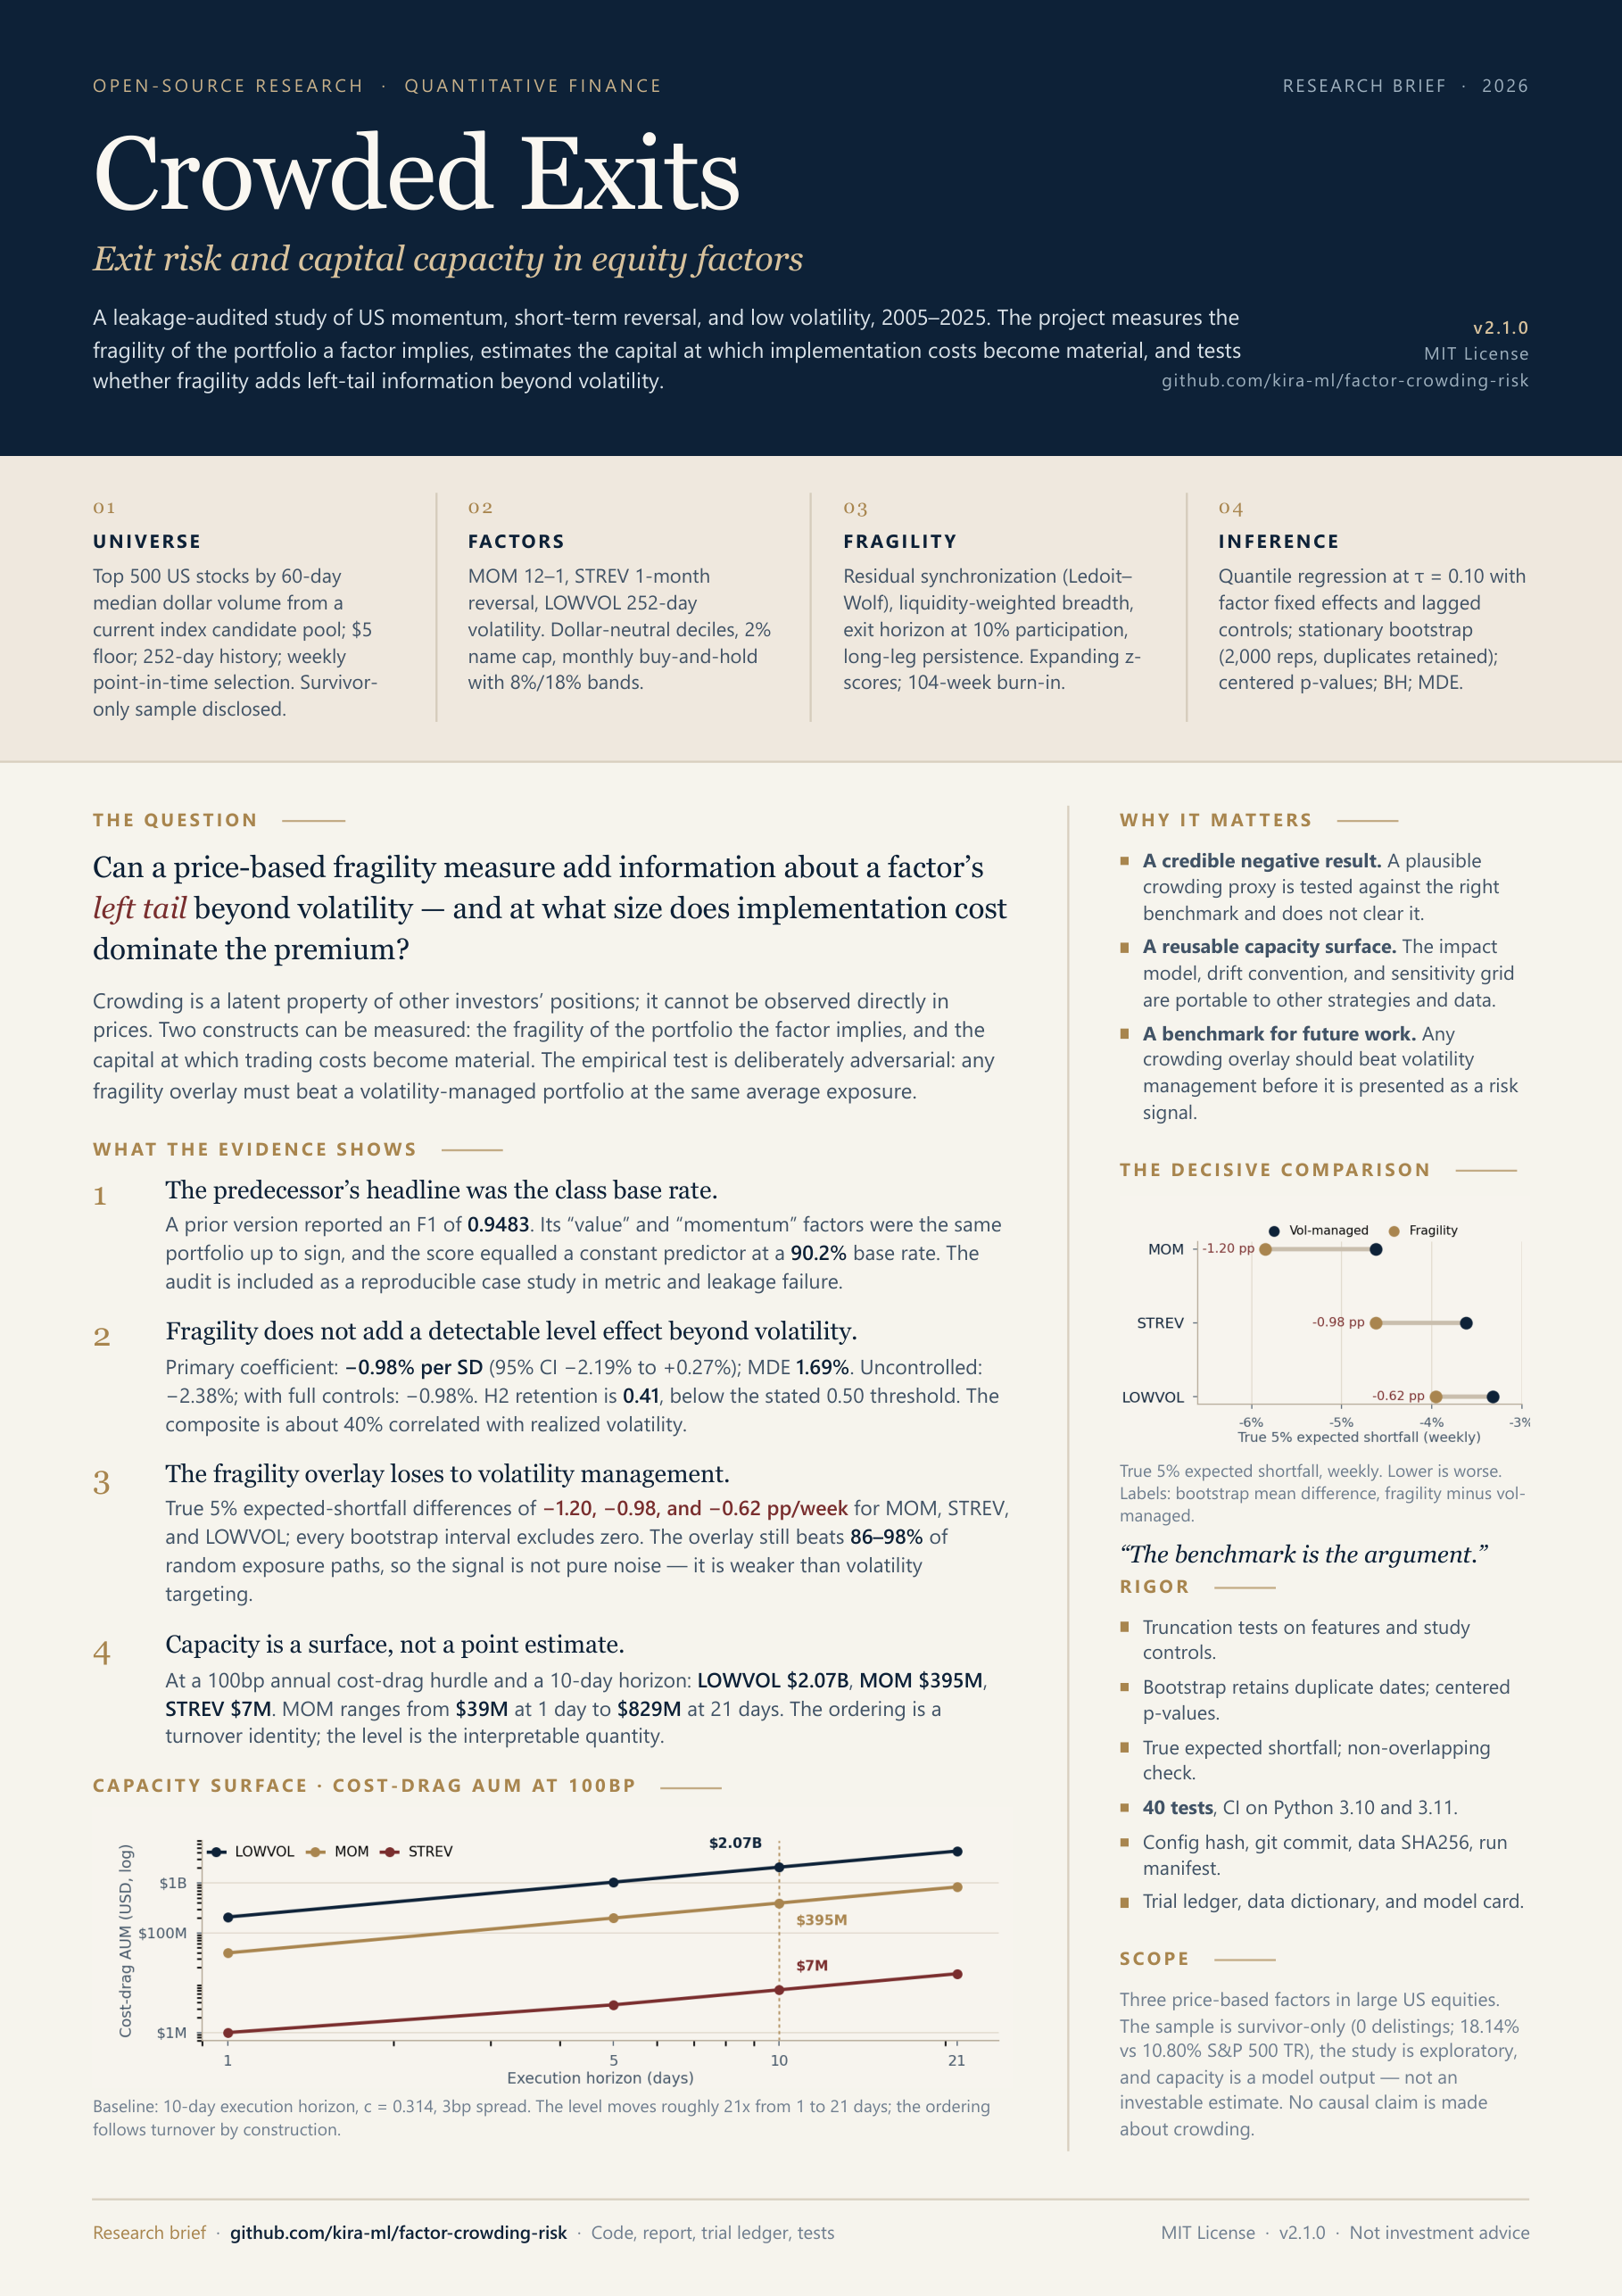 OPEN-SOURCE RESEARCH · QUANTITATIVE FINANCE
RESEARCH BRIEF · 2026
Crowded Exits
Exit risk and capital capacity in equity factors
A leakage-audited study of US momentum, short-term reversal, and low volatility, 2005–2025. The project measures the
fragility of the portfolio a factor implies, estimates the capital at which implementation costs become material, and tests
whether fragility adds left-tail information beyond volatility.
v2.1.0
MIT License
github.com/kira-ml/factor-crowding-risk
01
UNIVERSE
Top 500 US stocks by 60-day
median dollar volume from a
current index candidate pool; $5
floor; 252-day history; weekly
point-in-time selection. Survivor-
only sample disclosed.
02
FACTORS
MOM 12–1, STREV 1-month
reversal, LOWVOL 252-day
volatility. Dollar-neutral deciles, 2%
name cap, monthly buy-and-hold
with 8%/18% bands.
03
FRAGILITY
Residual synchronization (Ledoit–
Wolf), liquidity-weighted breadth,
exit horizon at 10% participation,
long-leg persistence. Expanding z-
scores; 104-week burn-in.
04
INFERENCE
Quantile regression at τ = 0.10 with
factor fixed effects and lagged
controls; stationary bootstrap
(2,000 reps, duplicates retained);
centered p-values; BH; MDE.
THE QUESTION
Can a price-based fragility measure add information about a factor’s
left tail beyond volatility — and at what size does implementation cost
dominate the premium?
Crowding is a latent property of other investors’ positions; it cannot be observed directly in
prices. Two constructs can be measured: the fragility of the portfolio the factor implies, and the
capital at which trading costs become material. The empirical test is deliberately adversarial: any
fragility overlay must beat a volatility-managed portfolio at the same average exposure.
WHAT THE EVIDENCE SHOWS
1
The predecessor’s headline was the class base rate.
A prior version reported an F1 of 0.9483. Its “value” and “momentum” factors were the same
portfolio up to sign, and the score equalled a constant predictor at a 90.2% base rate. The
audit is included as a reproducible case study in metric and leakage failure.
2
Fragility does not add a detectable level effect beyond volatility.
Primary coefficient: −0.98% per SD (95% CI −2.19% to +0.27%); MDE 1.69%. Uncontrolled:
−2.38%; with full controls: −0.98%. H2 retention is 0.41, below the stated 0.50 threshold. The
composite is about 40% correlated with realized volatility.
3
The fragility overlay loses to volatility management.
True 5% expected-shortfall differences of −1.20, −0.98, and −0.62 pp/week for MOM, STREV,
and LOWVOL; every bootstrap interval excludes zero. The overlay still beats 86–98% of
random exposure paths, so the signal is not pure noise — it is weaker than volatility
targeting.
4
Capacity is a surface, not a point estimate.
At a 100bp annual cost-drag hurdle and a 10-day horizon: LOWVOL $2.07B, MOM $395M,
STREV $7M. MOM ranges from $39M at 1 day to $829M at 21 days. The ordering is a
turnover identity; the level is the interpretable quantity.
CAPACITY SURFACE · COST-DRAG AUM AT 100BP
LOWVOL MOM STREV
Cost-drag AUM (USD, log)
$1B
$100M
$1M
$2.07B
$395M
$7M
1 5 10 21
Execution horizon (days)
Baseline: 10-day execution horizon, c = 0.314, 3bp spread. The level moves roughly 21x from 1 to 21 days; the ordering
follows turnover by construction.
WHY IT MATTERS
A credible negative result. A plausible
crowding proxy is tested against the right
benchmark and does not clear it.
A reusable capacity surface. The impact
model, drift convention, and sensitivity grid
are portable to other strategies and data.
A benchmark for future work. Any
crowding overlay should beat volatility
management before it is presented as a risk
signal.
THE DECISIVE COMPARISON
Vol-managed Fragility
MOM -1.20 pp
STREV -0.98 pp
LOWVOL -0.62 pp
-6% -5% -4% -3%
True 5% expected shortfall (weekly)
True 5% expected shortfall, weekly. Lower is worse.
Labels: bootstrap mean difference, fragility minus vol-
managed.
“The benchmark is the argument.”
RIGOR
Truncation tests on features and study
controls.
Bootstrap retains duplicate dates; centered
p-values.
True expected shortfall; non-overlapping
check.
40 tests, CI on Python 3.10 and 3.11.
Config hash, git commit, data SHA256, run
manifest.
Trial ledger, data dictionary, and model card.
SCOPE
Three price-based factors in large US equities.
The sample is survivor-only (0 delistings; 18.14%
vs 10.80% S&P 500 TR), the study is exploratory,
and capacity is a model output — not an
investable estimate. No causal claim is made
about crowding.
Research brief · github.com/kira-ml/factor-crowding-risk · Code, report, trial ledger, tests
MIT License · v2.1.0 · Not investment advice